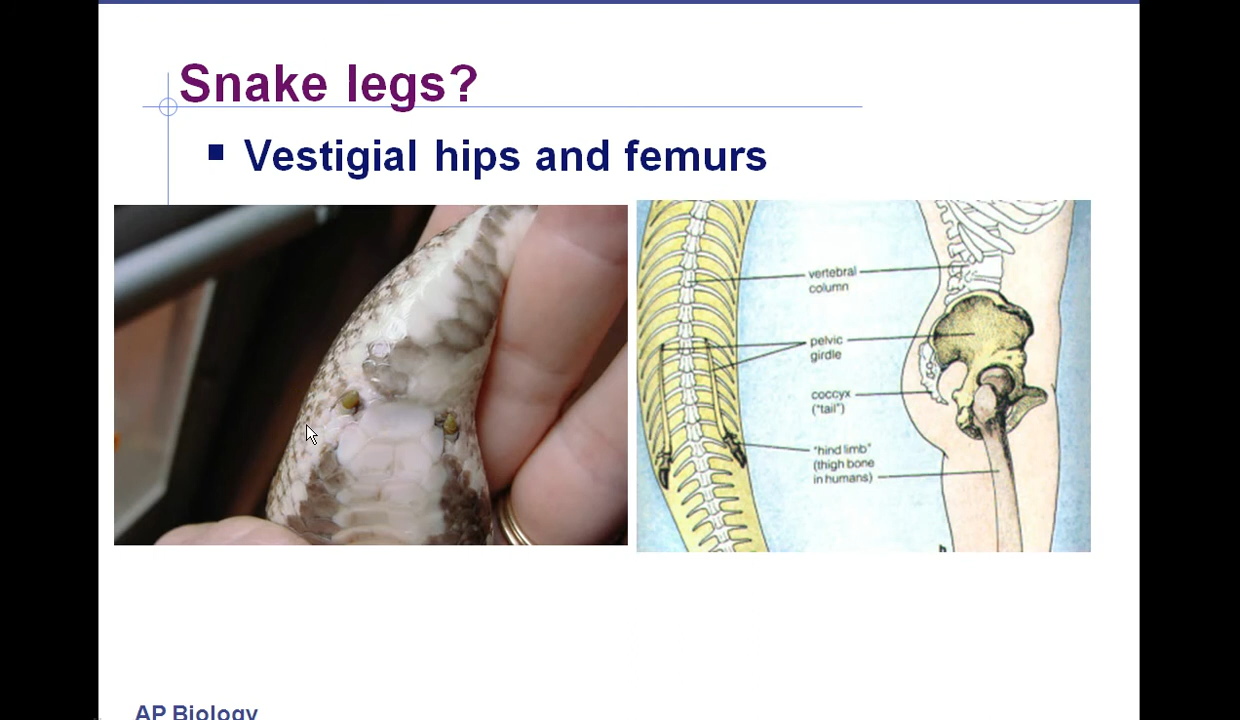 Snake legs?
Vestigial hips and femurs
vertebral
column
pelvic
girdle
coccyx
("tail")
"hind limb"
(thigh bone
in humans)
b
AP Biology